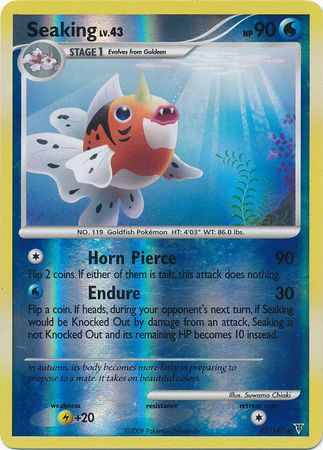 Seaking LV.43 HP 90
STAGE 1 Evolves from Goldeen
NO. 119 Goldfish Pokémon HT: 4'03" WT: 86.0 lbs.
Horn Pierce 90
Flip 2 coins. If either of them is tails, this attack does nothing.
Endure 30
Flip a coin. If heads, during your opponent's next turn, if Seaking
would be Knocked Out by damage from an attack, Seaking is
not Knocked Out and its remaining HP becomes 10 instead.
In autumn, its body becomes more fatty in preparing to
propose to a mate. It takes on beautiful colors.
Illus. Suwama Chiaki
weakness resistance retreat cost
+20
©2009 Pokémon/Nintendo 43/147